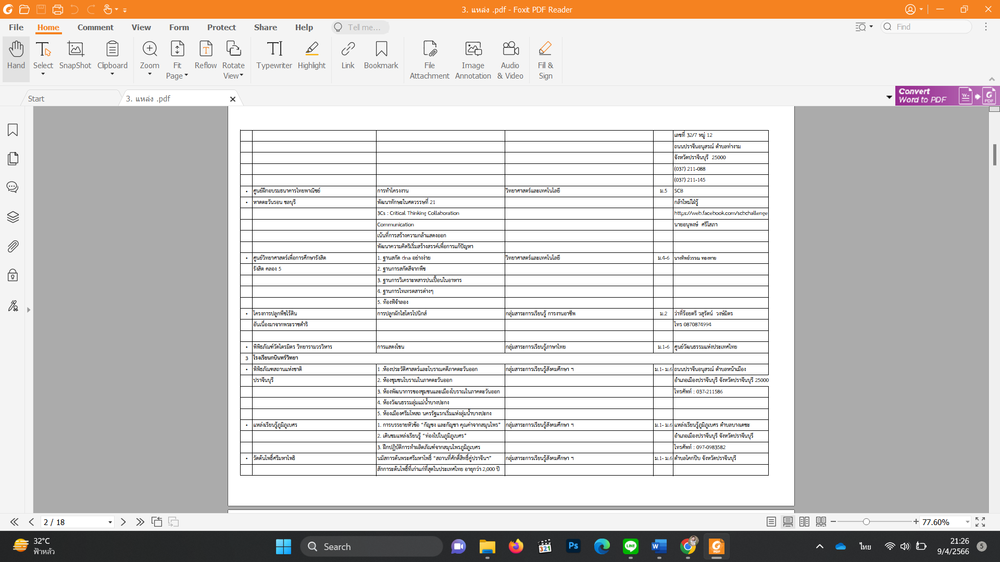 3. แหล่ง .pdf - Foxit PDF Reader
File Home Comment View Form Protect Share Help Tell me... Find
Hand Select SnapShot Clipboard Zoom Fit Page Reflow Rotate View Typewriter Highlight Link Bookmark File Attachment Image Annotation Audio & Video Fill & Sign
Start 3. แหล่ง .pdf Convert Word to PDF
เลขที่ 32/7 หมู่ 12
ถนนปราจีนอนุสรณ์ ตำบลท่างาม
จังหวัดปราจีนบุรี 25000
(037) 211-088
(037) 211-145
• ศูนย์ฝึกอบรมธนาคารไทยพาณิชย์ การทำโครงงาน วิทยาศาสตร์และเทคโนโลยี ม.5 SCB
• หาดตะวันรอน ชลบุรี พัฒนาทักษะในศตวรรษที่ 21 กล้าใหม่ใฝ่รู้
3Cs : Critical Thinking Collaboration https://web.facebook.com/scbchallenge
Communication นายอนุพงษ์ ศรีโสภา
เน้นที่การสร้างความกล้าแสดงออก
พัฒนาความคิดริเริ่มสร้างสรรค์เพื่อการแก้ปัญหา
• ศูนย์วิทยาศาสตร์เพื่อการศึกษารังสิต 1. ฐานสกัด dna อย่างง่าย วิทยาศาสตร์และเทคโนโลยี ม.4-6 นางทิพย์วรรณ ทองทาย
รังสิต คลอง 5 2. ฐานการสกัดสีจากพืช
3. ฐานการวิเคราะหสารปนเปื้อนในอาหาร
4. ฐานการไทเทรตสารต่างๆ
5. ท้องฟ้าจำลอง
• โครงการปลูกพืชไร้ดิน การปลูกผักไฮโดรโปนิกส์ กลุ่มสาระการเรียนรู้ การงานอาชีพ ม.2 ว่าที่ร้อยตรี วสุรัตน์ วงษ์มิตร
อันเนื่องมาจากพระราชดำริ โทร 0870874994
• พิพิธภัณฑ์วัดไตรมิตร วิทยารามวรวิหาร การแสดงโขน กลุ่มสาระการเรียนรู้ภาษาไทย ม.1-6 ศูนย์วัฒนธรรมแห่งประเทศไทย
3 โรงเรียนกบินทร์วิทยา
• พิพิธภัณฑสถานแห่งชาติ 1 .ห้องประวัติศาสตร์และโบราณคดีภาคตะวันออก กลุ่มสาระการเรียนรู้สังคมศึกษา ฯ ม.1- ม.6 ถนนปราจีนอนุสรณ์ ตำบลหน้าเมือง
ปราจีนบุรี 2. ห้องชุมชนโบราณในภาคตะวันออก อำเภอเมืองปราจีนบุรี จังหวัดปราจีนบุรี 25000
3. ห้องพัฒนาการของชุมชนและเมืองโบราณในภาคตะวันออก โทรศัพท์ : 037-211586
4. ห้องวัฒนธรรมลุ่มแม่น้ำบางปะกง
5. ห้องเมืองศรีมโหสถ นครรัฐแรกเริ่มแห่งลุ่มน้ำบางปะกง
• แหล่งเรียนรู้ภูมิภูเบศร 1. การบรรยายหัวข้อ “กัญชง และกัญชา คุณค่าจากสมุนไพร” กลุ่มสาระการเรียนรู้สังคมศึกษา ฯ ม.1- ม.6 แหล่งเรียนรู้ภูมิภูเบศร ตำบลบางเดชะ
2. เดินชมแหล่งเรียนรู้ “ท่องไปในภูมิภูเบศร” อำเภอเมืองปราจีนบุรี จังหวัดปราจีนบุรี
3. ฝึกปฏิบัติการทำผลิตภัณฑ์จากสมุนไพรภูมิภูเบศร โทรศัพท์ : 097-0983582
• วัดต้นโพธิ์ศรีมหาโพธิ นมัสการต้นพระศรีมหาโพธิ์ “สถานที่ศักดิ์สิทธิ์คู่ปราจีนฯ” กลุ่มสาระการเรียนรู้สังคมศึกษา ฯ ม.1- ม.6 ตำบลโคกปีบ จังหวัดปราจีนบุรี
สักการะต้นโพธิ์ที่เก่าแก่ที่สุดในประเทศไทย อายุกว่า 2,000 ปี
2 / 18 77.60%
32°C
ฟ้าหลัว
Search
ไทย
21:26
9/4/2566
5